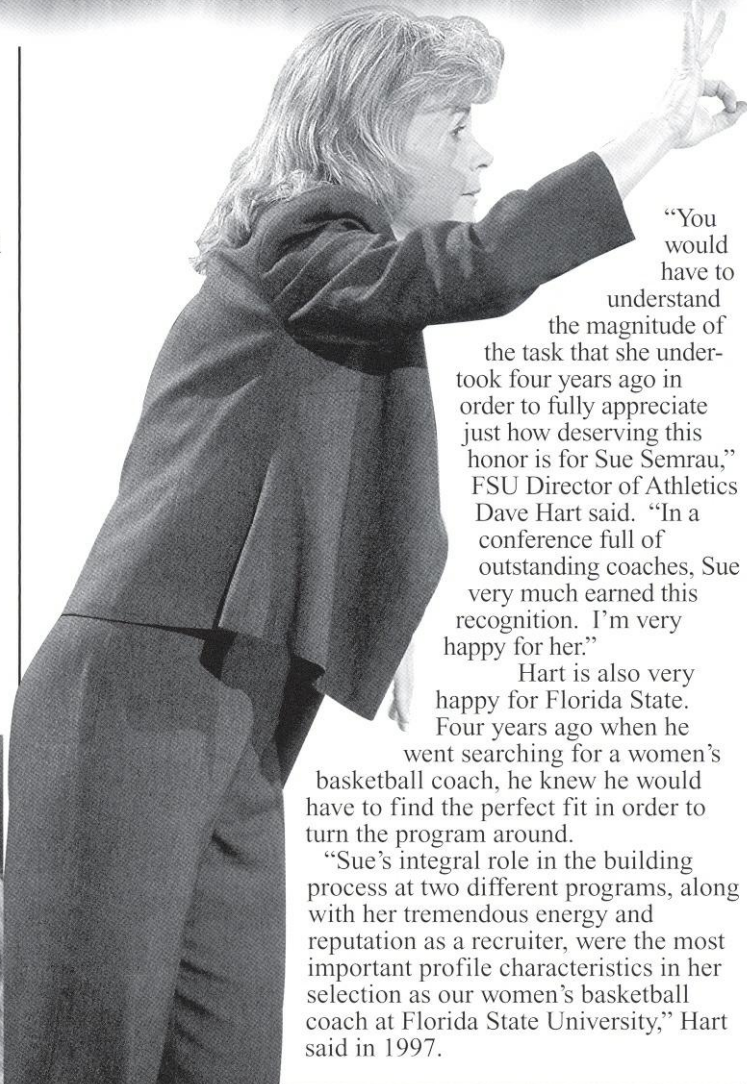 “You
would
have to
understand
the magnitude of
the task that she under-
took four years ago in
order to fully appreciate
just how deserving this
honor is for Sue Semrau,”
FSU Director of Athletics
Dave Hart said.  “In a
conference full of
outstanding coaches, Sue
very much earned this
recognition.  I’m very
happy for her.”
Hart is also very
happy for Florida State.
Four years ago when he
went searching for a women’s
basketball coach, he knew he would
have to find the perfect fit in order to
turn the program around.
“Sue’s integral role in the building
process at two different programs, along
with her tremendous energy and
reputation as a recruiter, were the most
important profile characteristics in her
selection as our women’s basketball
coach at Florida State University,” Hart
said in 1997.